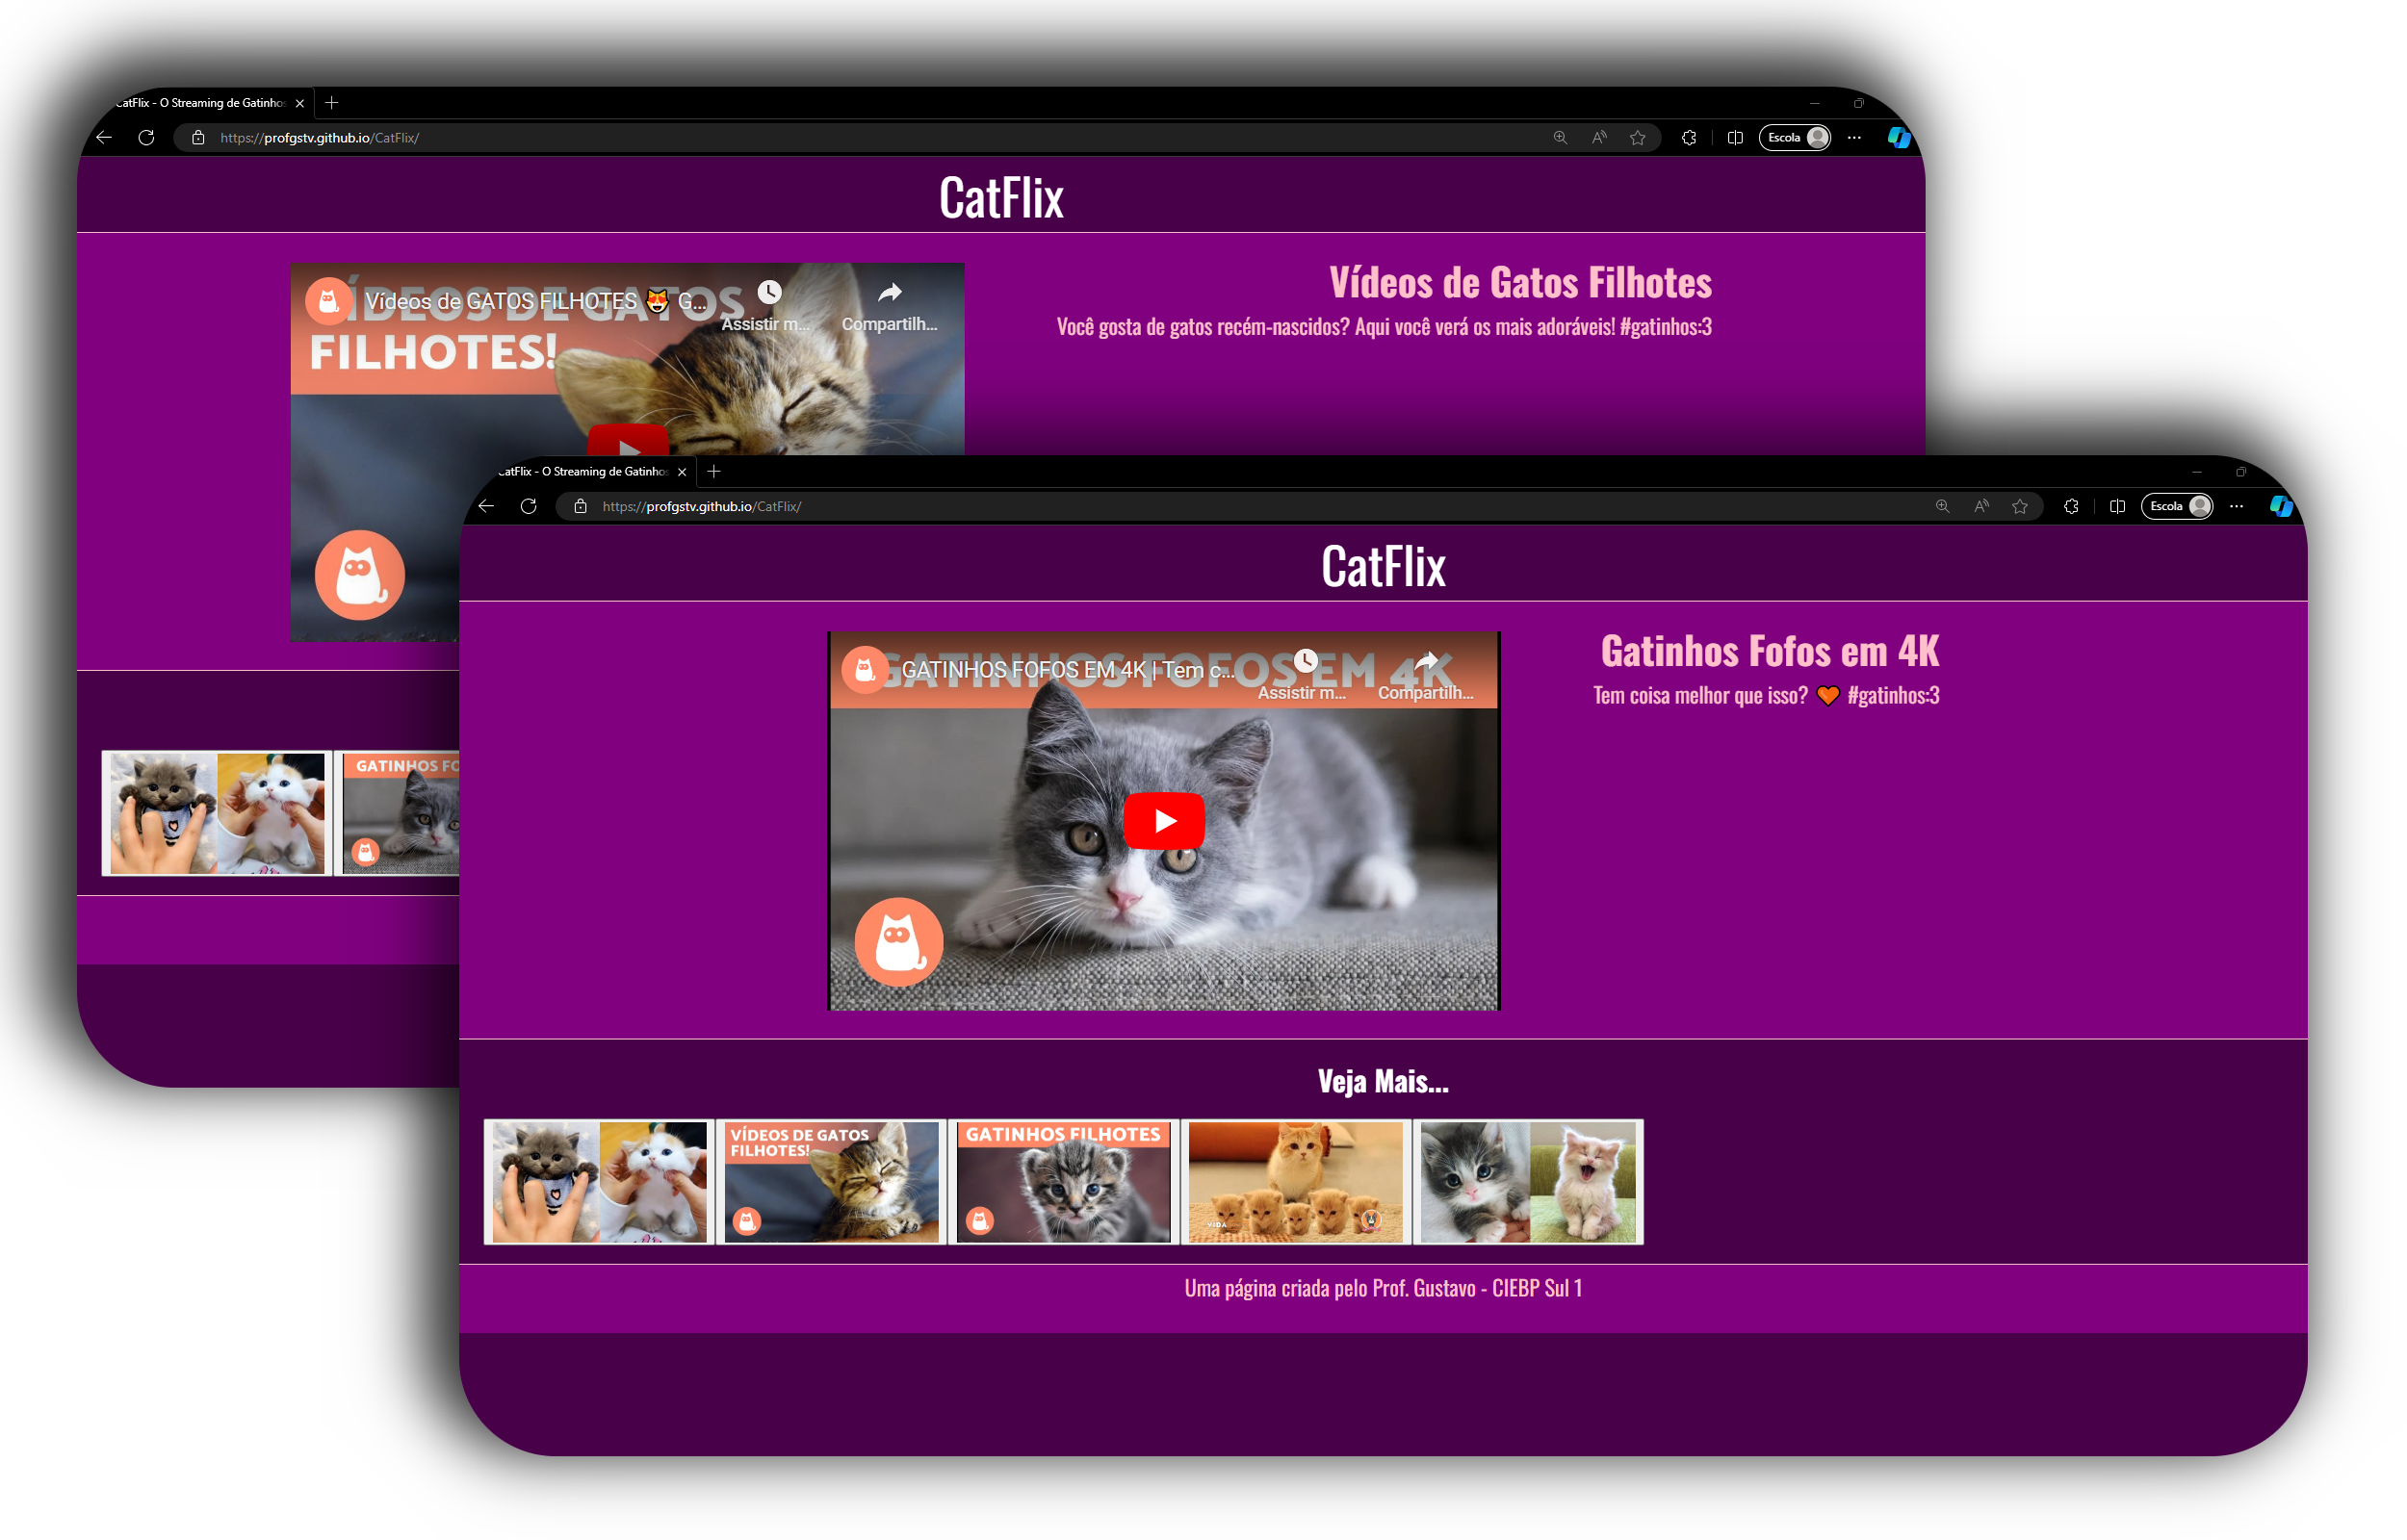 CatFlix - O Streaming de Gatinhos
https://profgstv.github.io/CatFlix/
Escola
CatFlix
VÍDEOS DE GATOS
FILHOTES!
Vídeos de GATOS FILHOTES 😻 G...
Assistir m...
Compartilh...
Vídeos de Gatos Filhotes
Você gosta de gatos recém-nascidos? Aqui você verá os mais adoráveis! #gatinhos:3
GATINHOS FO
CatFlix - O Streaming de Gatinhos
https://profgstv.github.io/CatFlix/
Escola
CatFlix
GATINHOS FOFOS EM 4K
GATINHOS FOFOS EM 4K | Tem c...
Assistir m...
Compartilh...
Gatinhos Fofos em 4K
Tem coisa melhor que isso? 🧡 #gatinhos:3
Veja Mais...
VÍDEOS DE GATOS
FILHOTES!
GATINHOS FILHOTES
VIDA
Uma página criada pelo Prof. Gustavo - CIEBP Sul 1